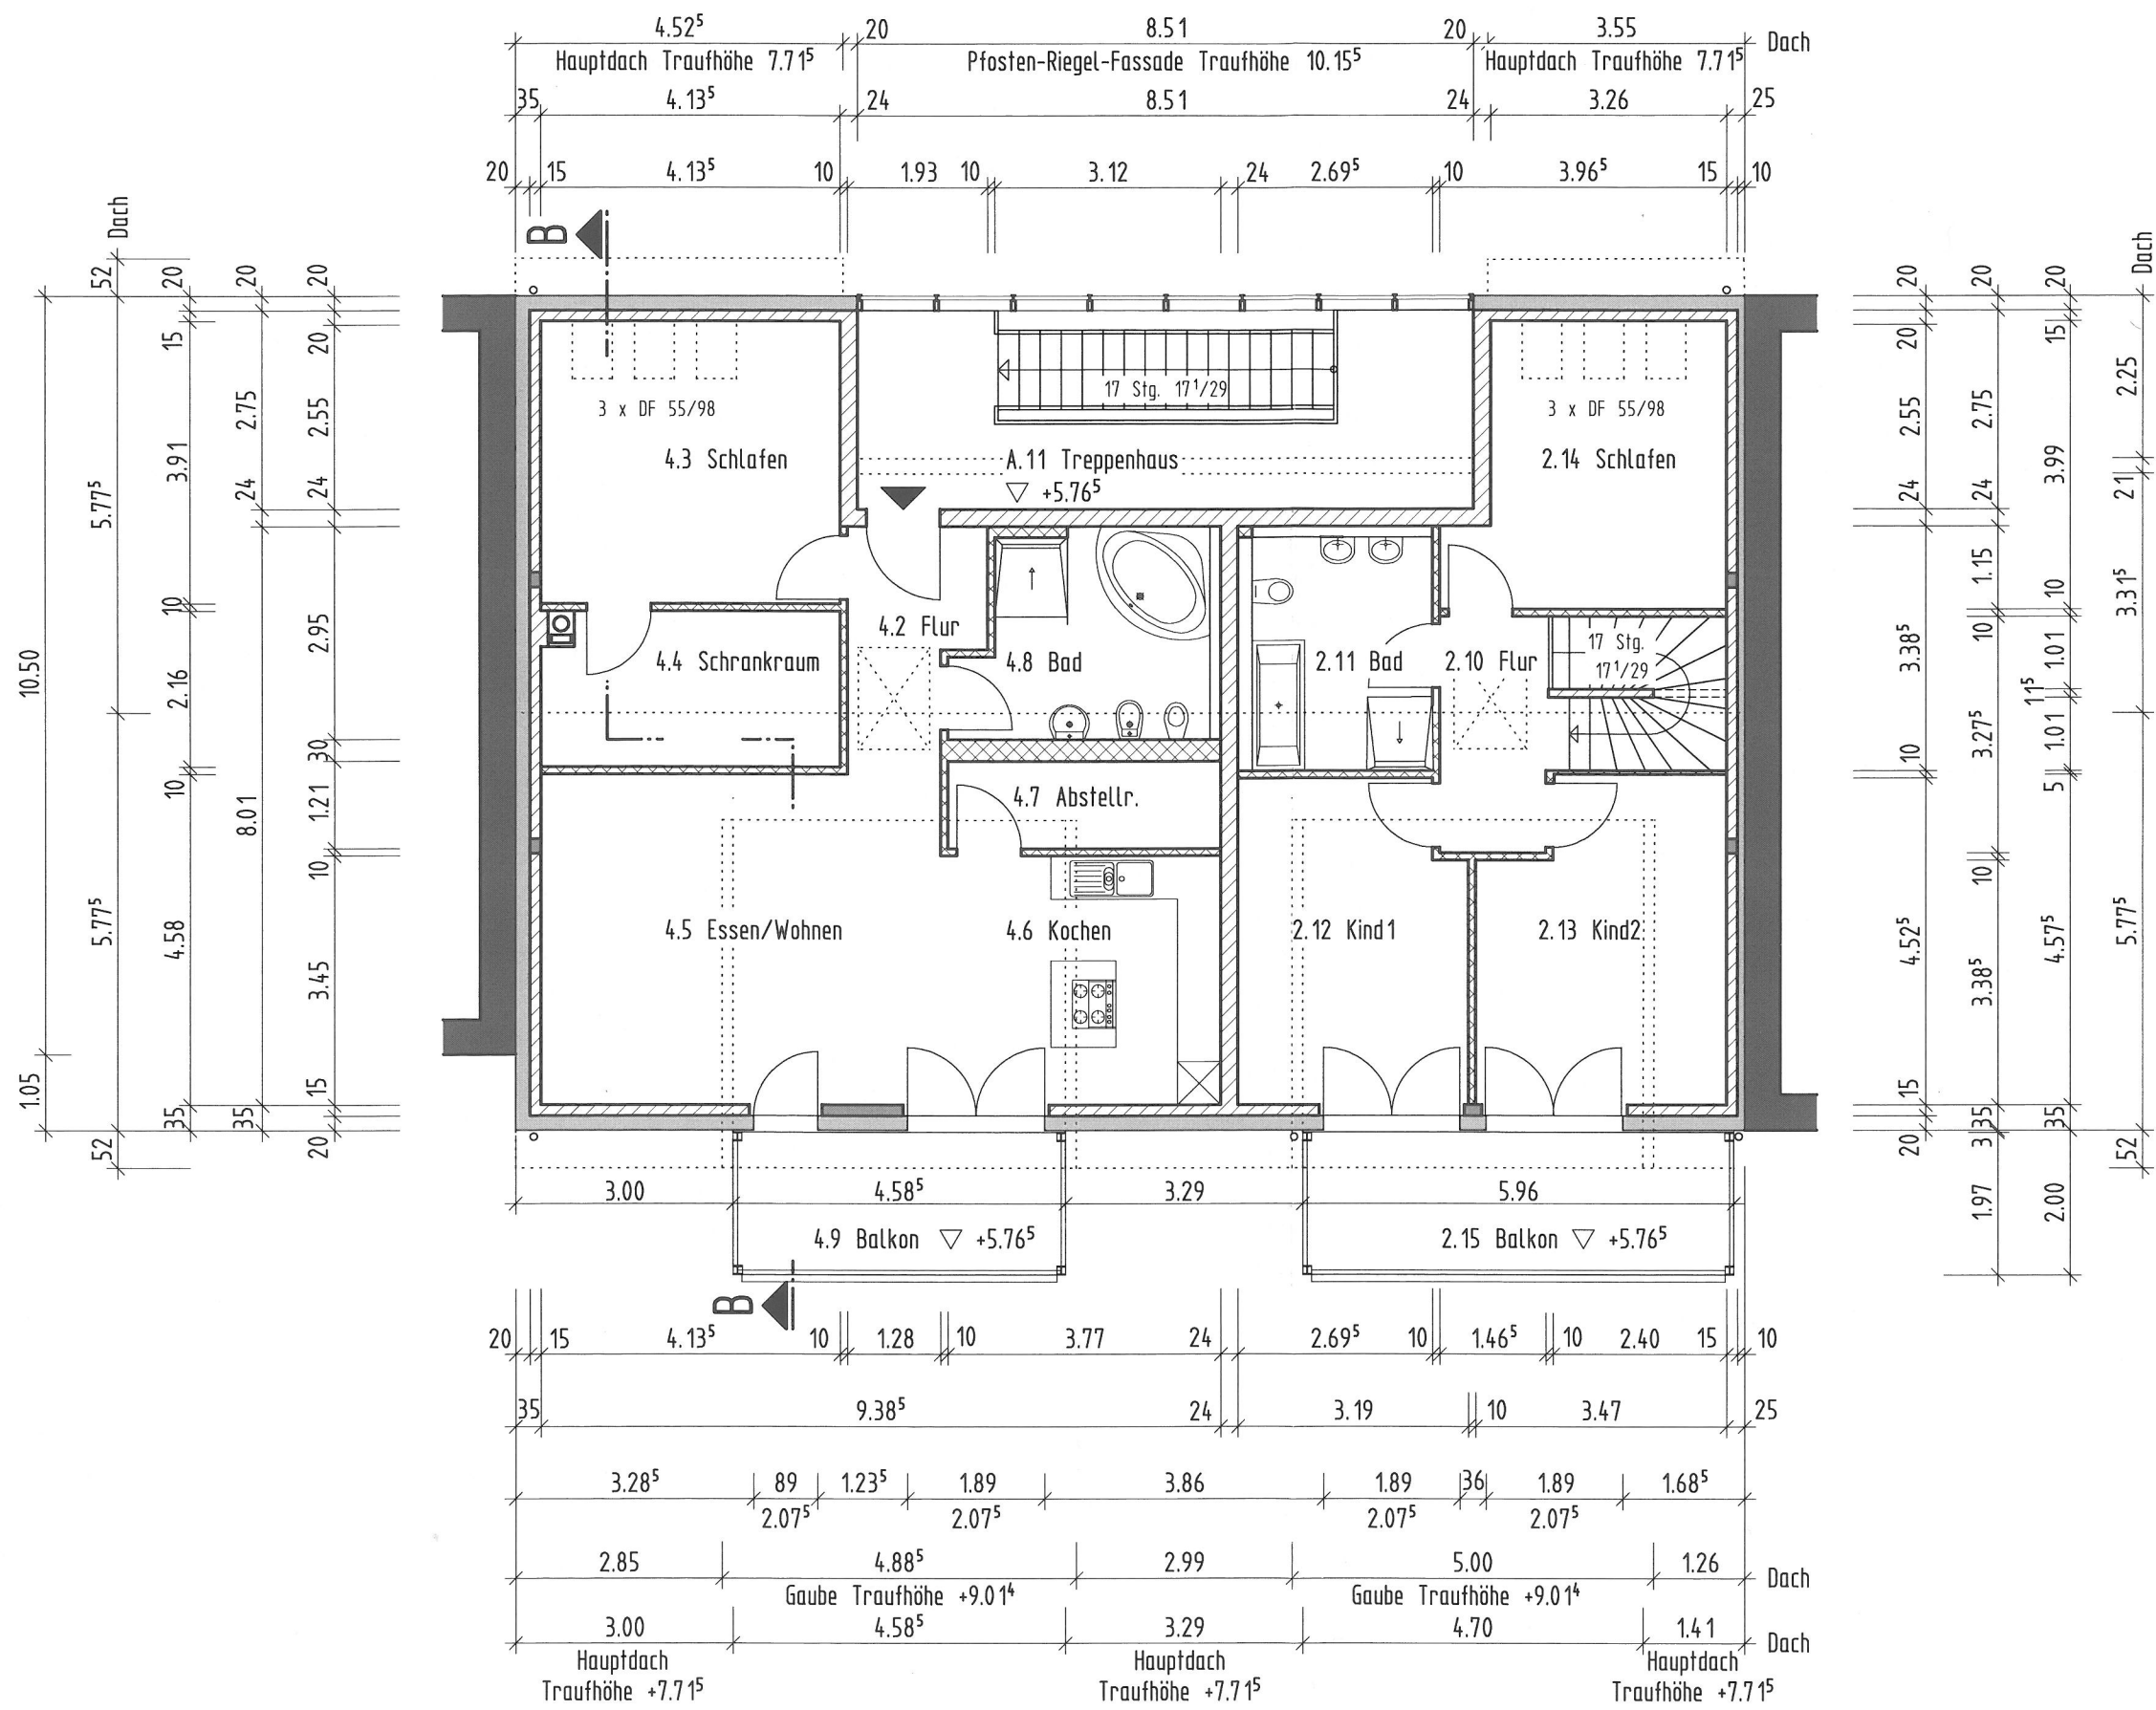 4.52⁵ 20 8.51 20 3.55 Dach
Hauptdach Traufhöhe 7.71⁵ Pfosten-Riegel-Fassade Traufhöhe 10.15⁵ Hauptdach Traufhöhe 7.71⁵
35 4.13⁵ 24 8.51 24 3.26 25
20 15 4.13⁵ 10 1.93 10 3.12 24 2.69⁵ 10 3.96⁵ 15 10
Dach
52
5.77⁵
5.77⁵
52
10.50
1.05
20
15
3.91
10
2.16
10
4.58
35
20
2.75
24
8.01
35
20
20
2.55
24
2.95
30
1.21
10
3.45
15
20
B
3 x DF 55/98
4.3 Schlafen
17 Stg. 17¹/29
A.11 Treppenhaus
+5.76⁵
3 x DF 55/98
2.14 Schlafen
4.2 Flur
4.4 Schrankraum
4.8 Bad
2.11 Bad
2.10 Flur
17 Stg.
17¹/29
4.7 Abstellr.
4.5 Essen/Wohnen
4.6 Kochen
2.12 Kind1
2.13 Kind2
20
20
2.55
24
3.38⁵
10
4.52⁵
15
20
20
2.75
24
1.15
10
3.27⁵
10
3.38⁵
35
3
1.97
20
15
3.99
10
1.01
11⁵
1.01
5
4.57⁵
35
2.00
Dach
2.25
21
3.31⁵
5.77⁵
52
3.00 4.58⁵ 3.29 5.96
4.9 Balkon +5.76⁵
2.15 Balkon +5.76⁵
B
20 15 4.13⁵ 10 1.28 10 3.77 24 2.69⁵ 10 1.46⁵ 10 2.40 15 10
35 9.38⁵ 24 3.19 10 3.47 25
3.28⁵ 89 1.23⁵ 1.89 3.86 1.89 36 1.89 1.68⁵
2.07⁵ 2.07⁵ 2.07⁵ 2.07⁵
2.85 4.88⁵ 2.99 5.00 1.26 Dach
Gaube Traufhöhe +9.01⁴ Gaube Traufhöhe +9.01⁴
3.00 4.58⁵ 3.29 4.70 1.41 Dach
Hauptdach Hauptdach Hauptdach
Traufhöhe +7.71⁵ Traufhöhe +7.71⁵ Traufhöhe +7.71⁵